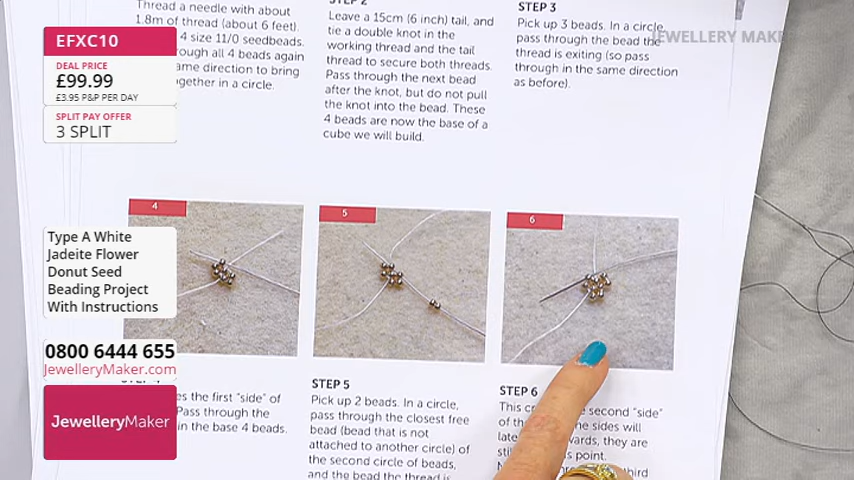 Thread a needle with about
1.8m of thread (about 6 feet).
4 size 11/0 seedbeads.
rough all 4 beads again
ame direction to bring
ogether in a circle.
STEP 2
Leave a 15cm (6 inch) tail, and
tie a double knot in the
working thread and the tail
thread to secure both threads.
Pass through the next bead
after the knot, but do not pull
the knot into the bead. These
4 beads are now the base of a
cube we will build.
STEP 3
Pick up 3 beads. In a circle,
pass through the bead the
thread is exiting (so pass
through in the same direction
as before).
JEWELLERY MAKE
EFXC10
DEAL PRICE
£99.99
£3.95 P&P PER DAY
SPLIT PAY OFFER
3 SPLIT
4
5
6
Type A White
Jadeite Flower
Donut Seed
Beading Project
With Instructions
0800 6444 655
JewelleryMaker.com
JewelleryMaker
es the first "side" of
Pass through the
in the base 4 beads.
STEP 5
Pick up 2 beads. In a circle,
pass through the closest free
bead (bead that is not
attached to another circle) of
the second circle of beads,
and the bead the thread is
STEP 6
This second "side"
of the sides will
late they are
point.
third